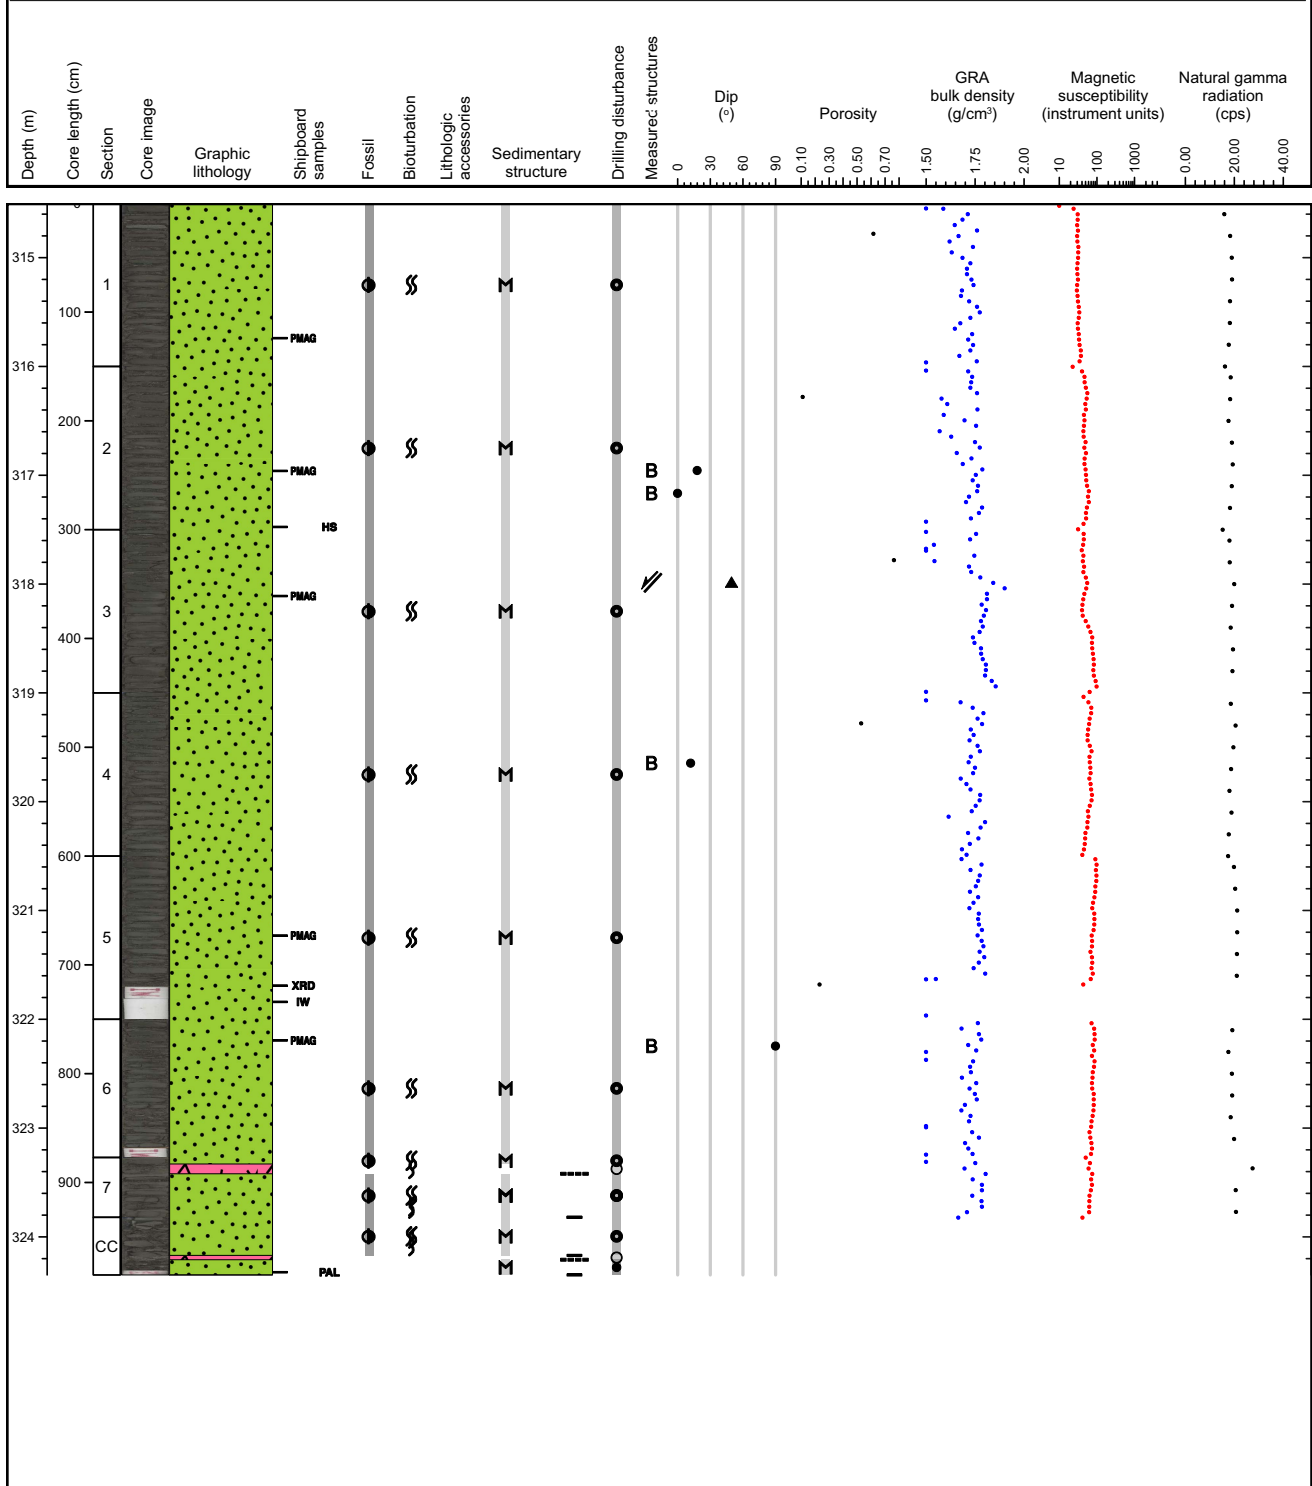 Depth (m)
Core length (cm)
Section
Core image
Graphic
lithology
Shipboard
samples
Fossil
Bioturbation
Lithologic
accessories
Sedimentary
structure
Drilling disturbance
Measured structures
Dip
(°)
Porosity
GRA
bulk density
(g/cm³)
Magnetic
susceptibility
(instrument units)
Natural gamma
radiation
(cps)
0 30 60 90
0.10 0.30 0.50 0.70
1.50 1.75 2.00
10 100 1000
0.00 20.00 40.00
0
315
1
M
100
PMAG
316
200
2
M
317
PMAG
B
B
300
HS
318
PMAG
3
M
400
319
500
B
4
M
320
600
321
5
PMAG
M
700
XRD
IW
322
PMAG
B
800
6
M
323
M
900
7
M
324
CC
M
M
PAL